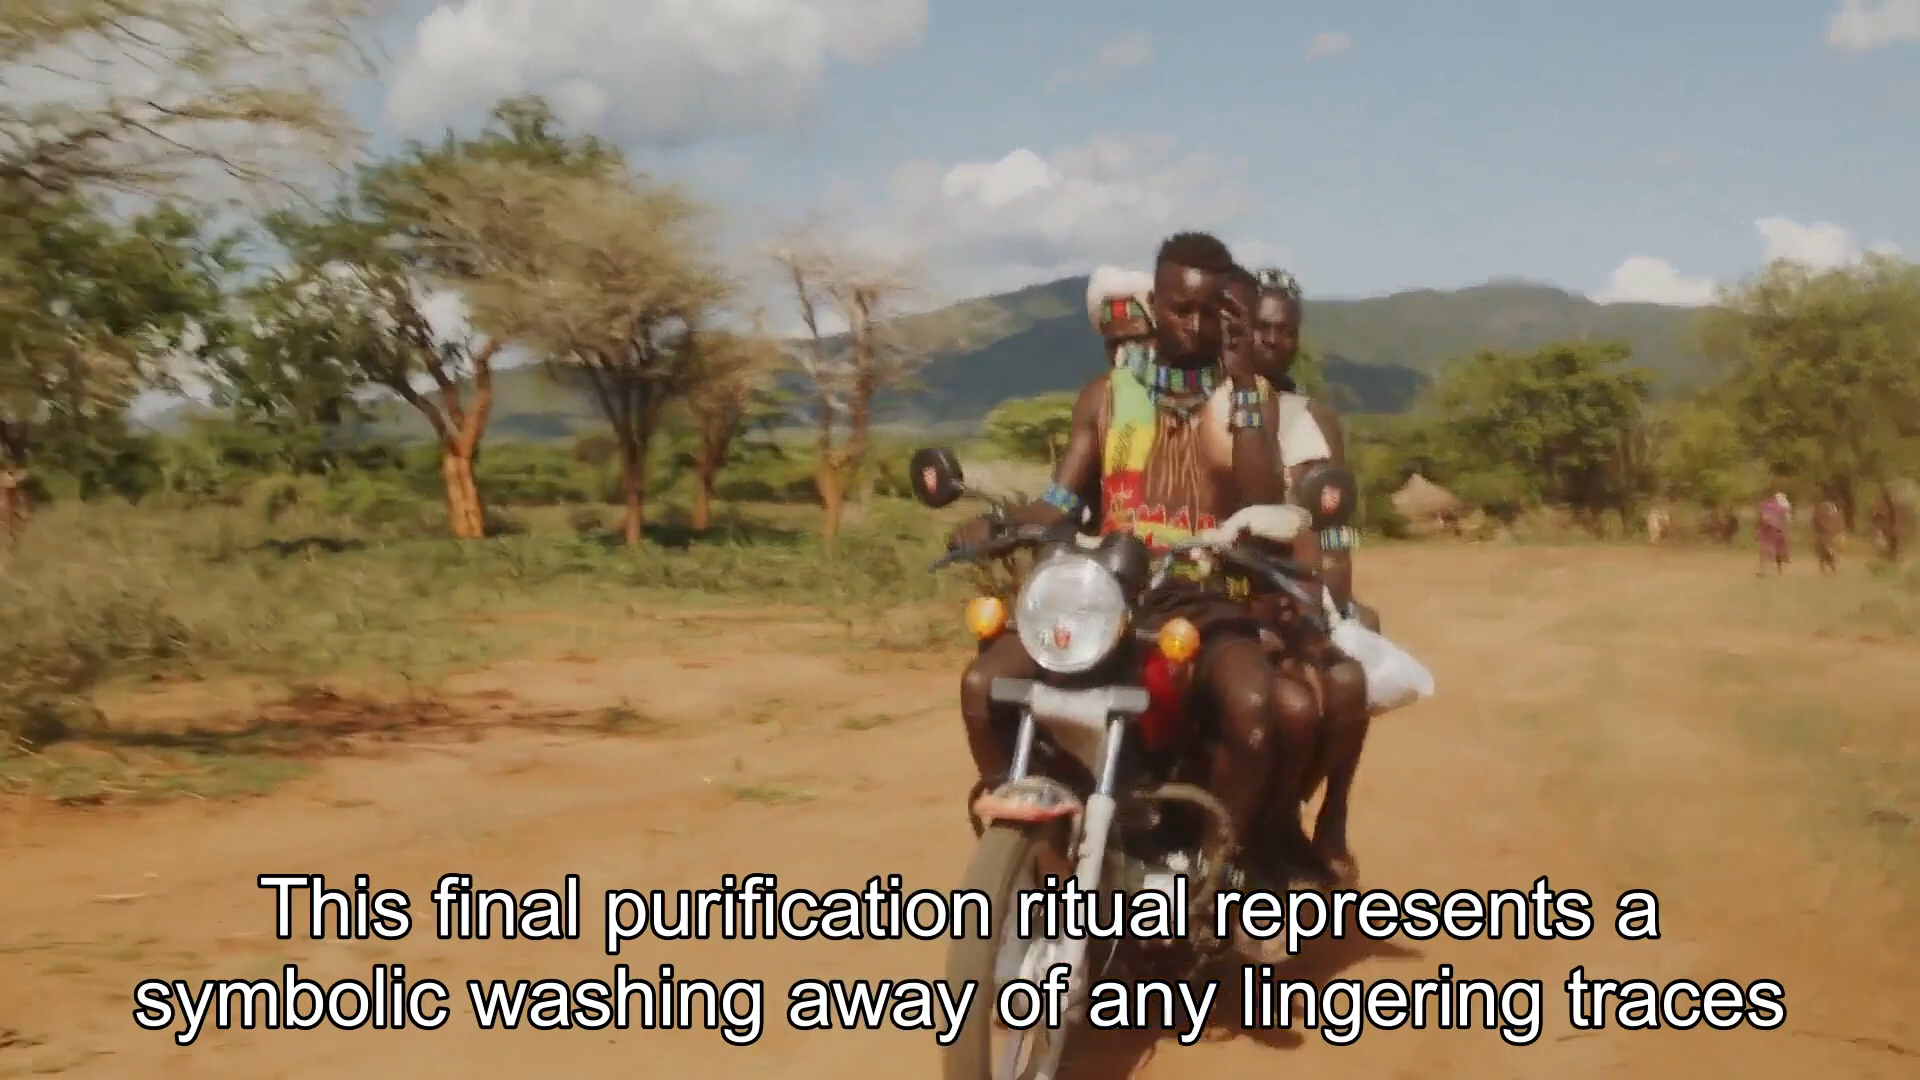 This final purification ritual represents a
symbolic washing away of any lingering traces